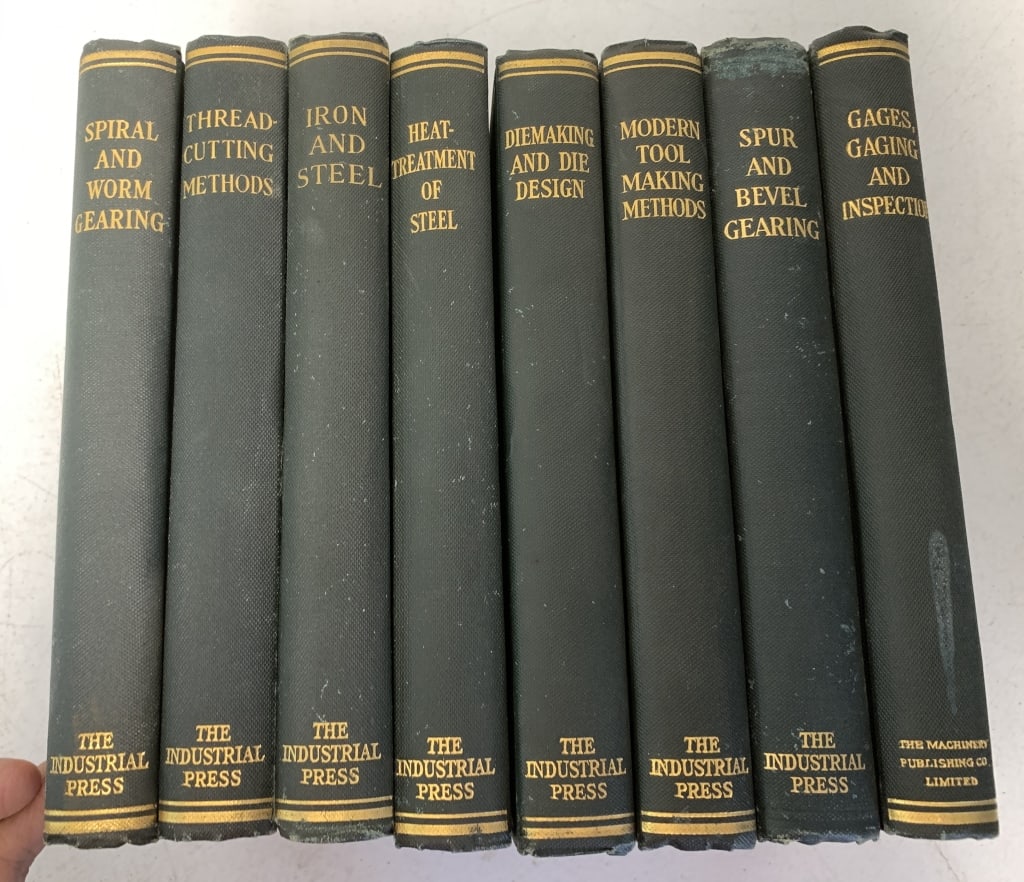 SPIRAL
AND
WORM
GEARING
THE
INDUSTRIAL
PRESS
THREAD-
CUTTING
METHODS
THE
INDUSTRIAL
PRESS
IRON
AND
STEEL
THE
INDUSTRIAL
PRESS
HEAT-
TREATMENT
OF
STEEL
THE
INDUSTRIAL
PRESS
DIEMAKING
AND DIE
DESIGN
THE
INDUSTRIAL
PRESS
MODERN
TOOL
MAKING
METHODS
THE
INDUSTRIAL
PRESS
SPUR
AND
BEVEL
GEARING
THE
INDUSTRIAL
PRESS
GAGES,
GAGING
AND
INSPECTIO
THE MACHINERY
PUBLISHING CO.
LIMITED